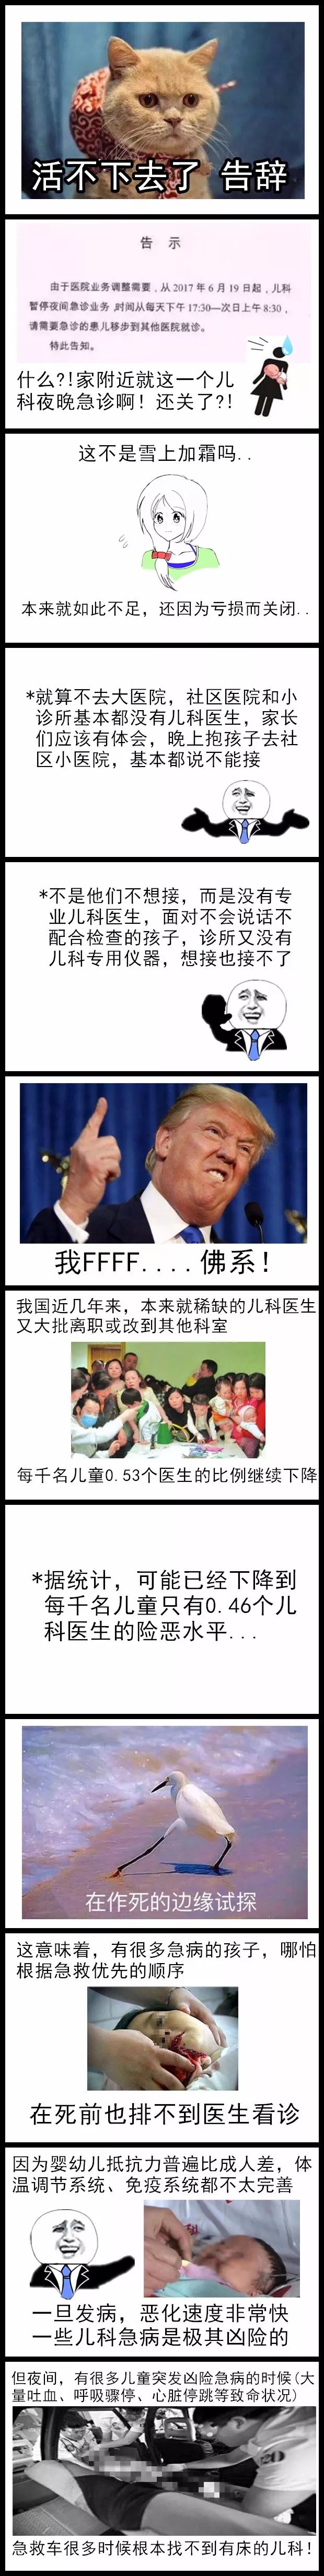 活不下去了 告辞
告 示
由于医院业务调整需要，从 2017 年 6 月 19 日起，儿科
暂停夜间急诊业务，时间从每天下午 17:30—次日上午 8:30，
请需要急诊的患儿移步到其他医院就诊。
特此告知。
什么?!家附近就这一个儿
科夜晚急诊啊！还关了?!
这不是雪上加霜吗..
本来就如此不足，还因为亏损而关闭..
*就算不去大医院，社区医院和小
诊所基本都没有儿科医生，家长
们应该有体会，晚上抱孩子去社
区小医院，基本都说不能接
*不是他们不想接，而是没有专
业儿科医生，面对不会说话不
配合检查的孩子，诊所又没有
儿科专用仪器，想接也接不了
我FFFF....佛系！
我国近几年来，本来就稀缺的儿科医生
又大批离职或改到其他科室
每千名儿童0.53个医生的比例继续下降
*据统计，可能已经下降到
每千名儿童只有0.46个儿
科医生的险恶水平...
在作死的边缘试探
这意味着，有很多急病的孩子，哪怕
根据急救优先的顺序
在死前也排不到医生看诊
因为婴幼儿抵抗力普遍比成人差，体
温调节系统、免疫系统都不太完善
一旦发病，恶化速度非常快
一些儿科急病是极其凶险的
但夜间，有很多儿童突发凶险急病的时候(大
量吐血、呼吸骤停、心脏停跳等致命状况)
急救车很多时候根本找不到有床的儿科！